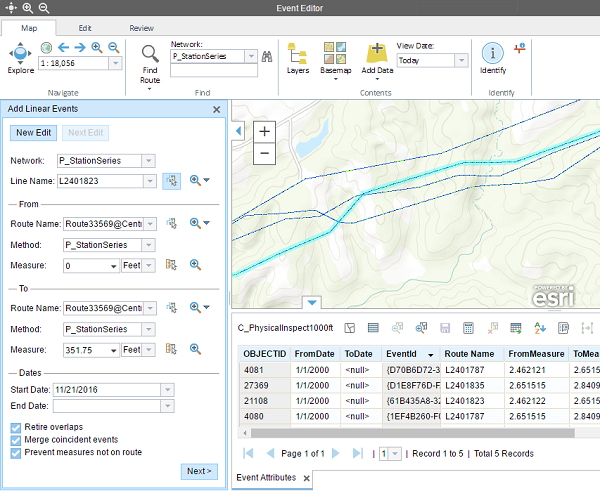 Event Editor
Map Edit Review
Explore
1 : 18,056
Navigate
Find Route
Network:
P_StationSeries
Find
Layers
Basemap
Add Data
View Date:
Today
Contents
Identify
Identify
Add Linear Events
New Edit Next Edit
Network: P_StationSeries
Line Name: L2401823
From
Route Name: Route33569@Centr
Method: P_StationSeries
Measure: 0 Feet
To
Route Name: Route33569@Centr
Method: P_StationSeries
Measure: 351.75 Feet
Dates
Start Date: 11/21/2016
End Date:
Retire overlaps
Merge coincident events
Prevent measures not on route
Next >
POWERED BY
esri
C_PhysicalInspect1000ft
OBJECTID FromDate ToDate EventId Route Name FromMeasure ToMea
4081 1/1/2000 <null> {D70B6D72-3 L2401787 2.462121 2.6515
27369 1/1/2000 <null> {D1E8F76D-F L2401835 2.651515 2.8409
21108 1/1/2000 <null> {61B435A8-32 L2401823 2.462122 2.6515
4080 1/1/2000 <null> {1EF4B260-F0 L2401787 2.651515 2.8409
Page 1 of 1 | 1 | Record 1 to 5 | Total 5 Records
Event Attributes